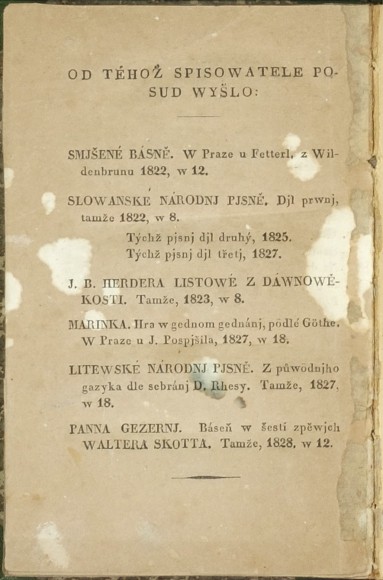 OD TÉHOŽ SPISOWATELE PO-
SUD WYŠLO:
SMJŠENÉ BÁSNĚ. W Praze u Fetterl. z Wil-
denbrunu 1822, w 12.
SLOWANSKÉ NÁRODNJ PJSNĚ. Djl prwnj,
tamže 1822, w 8.
Týchž pjsnj djl druhý, 1825.
Týchž pjsnj djl třetj, 1827.
J. B. HERDERA LISTOWÉ Z DÁWNOWĚ-
KOSTI. Tamže, 1823, w 8.
MARINKA. Hra w gednom gednánj, podlé Göthe.
W Praze u J. Pospjšila, 1827, w 18.
LITEWSKÉ NÁRODNJ PJSNĚ. Z půwodnjho
gazyka dle sebránj D. Rhesy. Tamže, 1827,
w 18.
PANNA GEZERNJ. Báseň w šesti zpěwjch
WALTERA SKOTTA. Tamže, 1828. w 12.